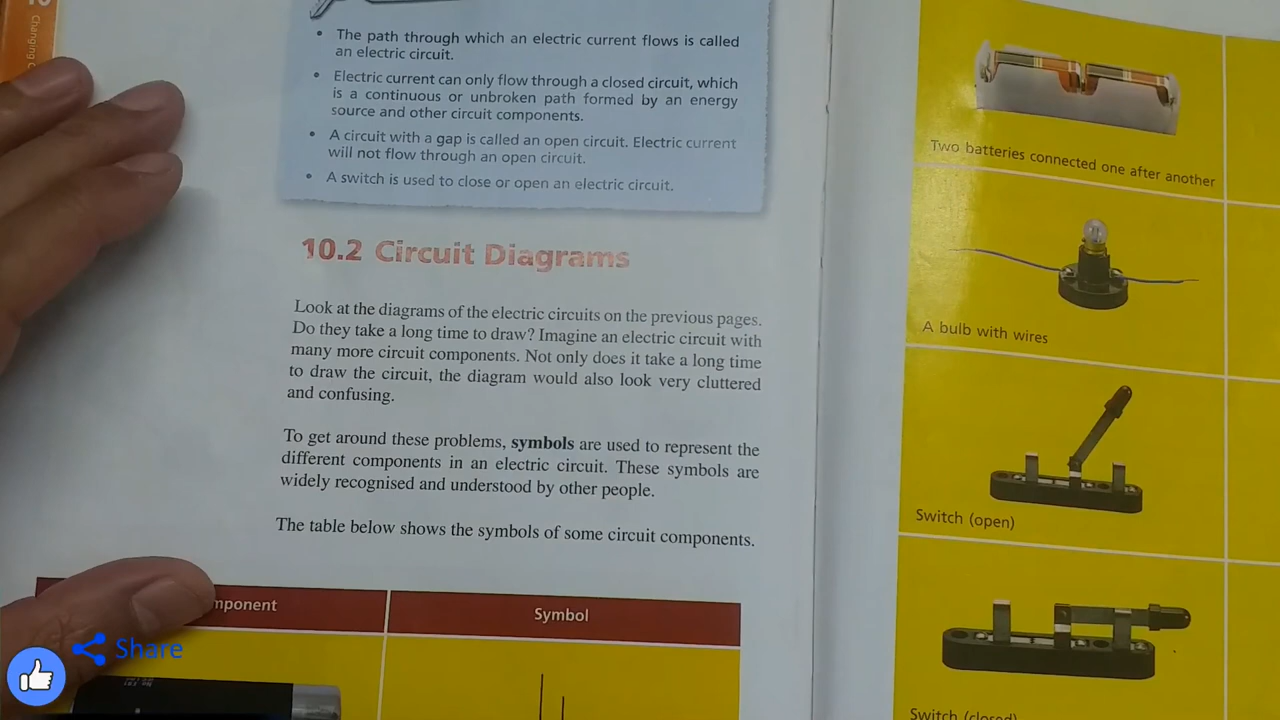 Changing
• The path through which an electric current flows is called
an electric circuit.
• Electric current can only flow through a closed circuit, which
is a continuous or unbroken path formed by an energy
source and other circuit components.
• A circuit with a gap is called an open circuit. Electric current
will not flow through an open circuit.
• A switch is used to close or open an electric circuit.
10.2 Circuit Diagrams
Look at the diagrams of the electric circuits on the previous pages.
Do they take a long time to draw? Imagine an electric circuit with
many more circuit components. Not only does it take a long time
to draw the circuit, the diagram would also look very cluttered
and confusing.
To get around these problems, symbols are used to represent the
different components in an electric circuit. These symbols are
widely recognised and understood by other people.
The table below shows the symbols of some circuit components.
mponent
Symbol
Share
Two batteries connected one after another
A bulb with wires
Switch (open)
Switch (closed)